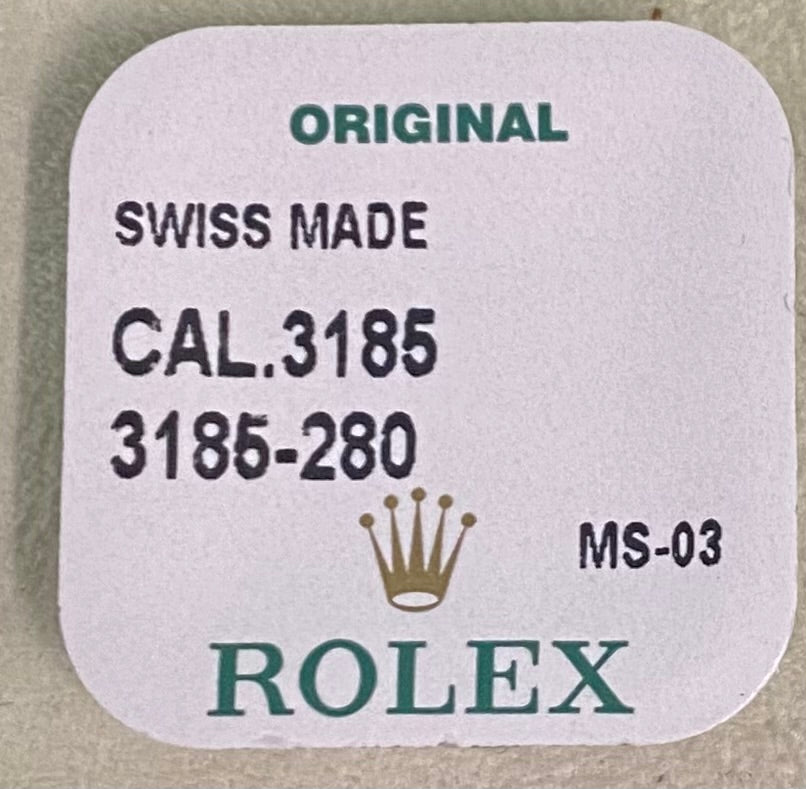 ORIGINAL
SWISS MADE
CAL.3185
3185-280
MS-03
ROLEX